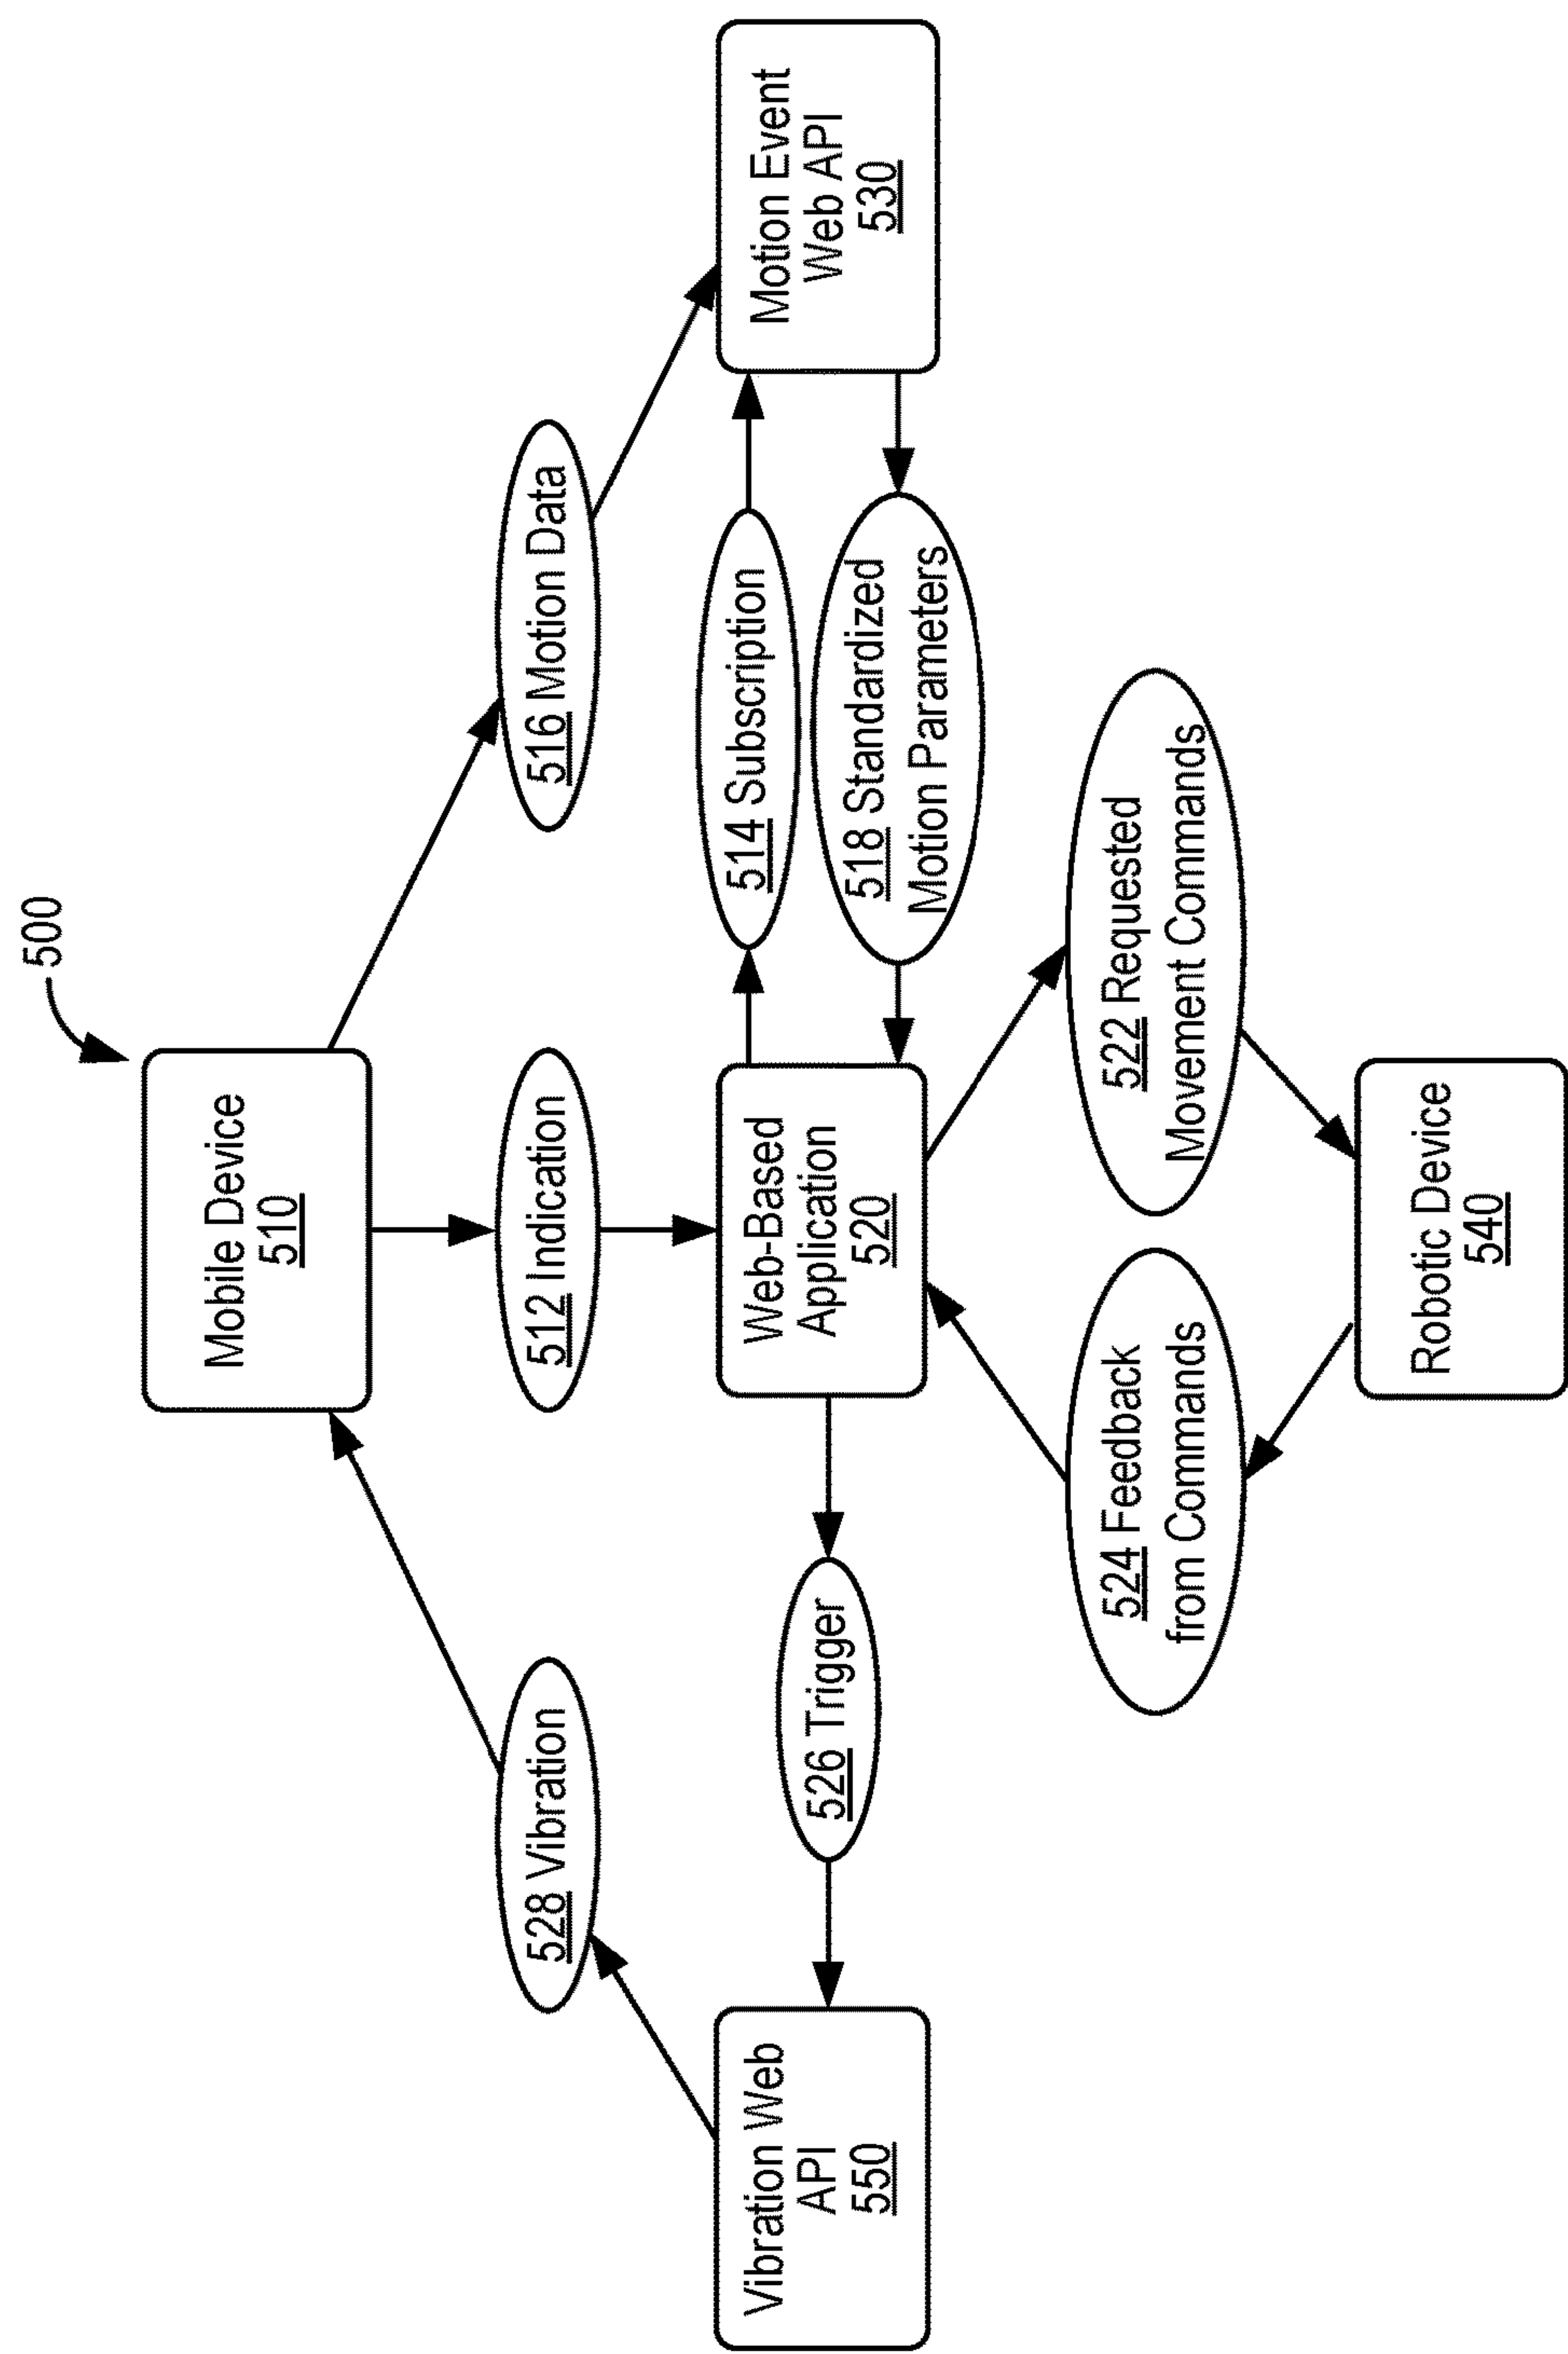 500
Mobile Device
510
528 Vibration
512 Indication
516 Motion Data
Vibration Web
API
550
526 Trigger
Web-Based
Application
520
514 Subscription
518 Standardized
Motion Parameters
Motion Event
Web API
530
524 Feedback
from Commands
522 Requested
Movement Commands
Robotic Device
540